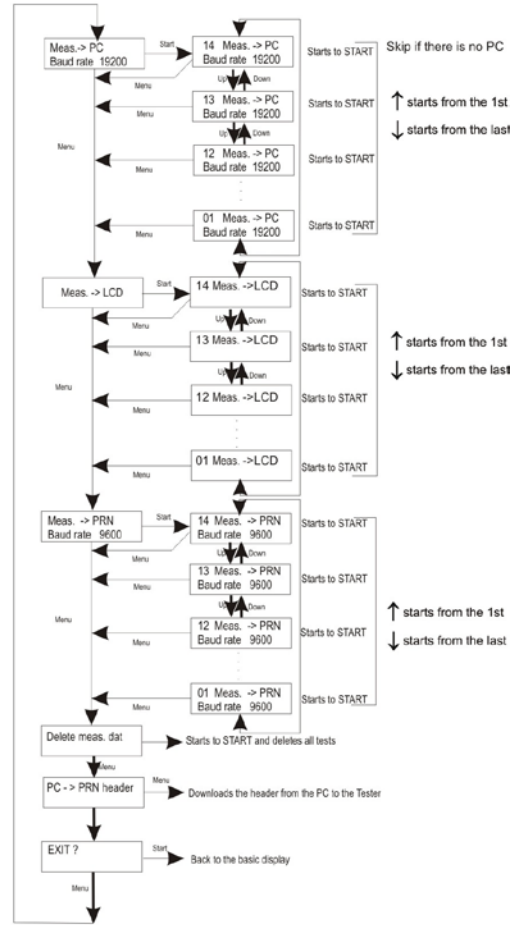 Meas.-> PC
Baud rate 19200
Start
14 Meas. -> PC
Baud rate 19200
Starts to START
Skip if there is no PC
Menu
Up
Down
13 Meas. -> PC
Baud rate 19200
Starts to START
↑ starts from the 1st
↓ starts from the last
Menu
Up
Down
Menu
12 Meas. -> PC
Baud rate 19200
Starts to START
Menu
01 Meas. -> PC
Baud rate 19200
Starts to START
Menu
Meas. -> LCD
Start
14 Meas. ->LCD
Starts to START
Menu
Up
Down
13 Meas. ->LCD
Starts to START
↑ starts from the 1st
↓ starts from the last
Menu
Up
Down
Menu
12 Meas. ->LCD
Starts to START
Menu
01 Meas. ->LCD
Starts to START
Menu
Meas. -> PRN
Baud rate 9600
Start
14 Meas. -> PRN
Baud rate 9600
Starts to START
Menu
Up
Down
13 Meas. -> PRN
Baud rate 9600
Starts to START
Menu
Up
Down
↑ starts from the 1st
↓ starts from the last
Menu
12 Meas. -> PRN
Baud rate 9600
Starts to START
Menu
01 Meas. -> PRN
Baud rate 9600
Starts to START
Menu
Delete meas. dat
Starts to START and deletes all tests
Menu
PC - > PRN header
Menu
Downloads the header from the PC to the Tester
EXIT ?
Start
Back to the basic display
Menu